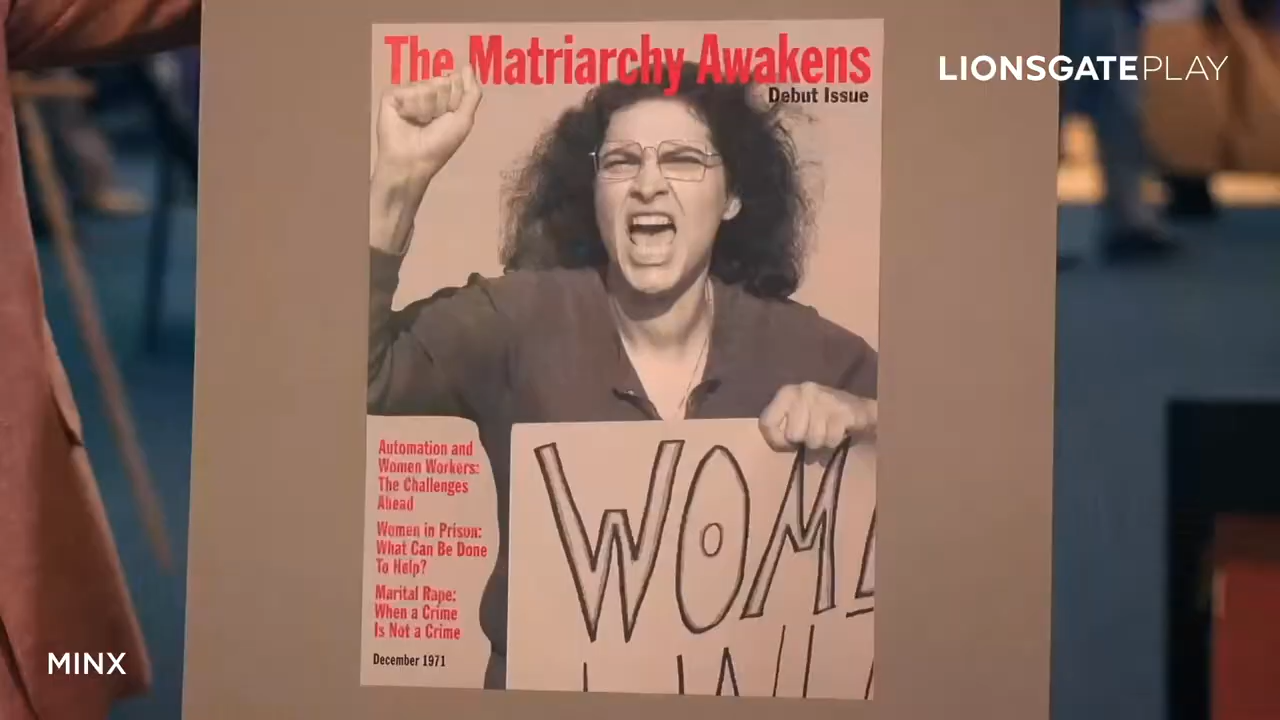 The Matriarchy Awakens
Debut Issue
LIONSGATEPLAY
Automation and
Women Workers:
The Challenges
Ahead
Women in Prison:
What Can Be Done
To Help?
Marital Rape:
When a Crime
Is Not a Crime
December 1971
WOM
MINX